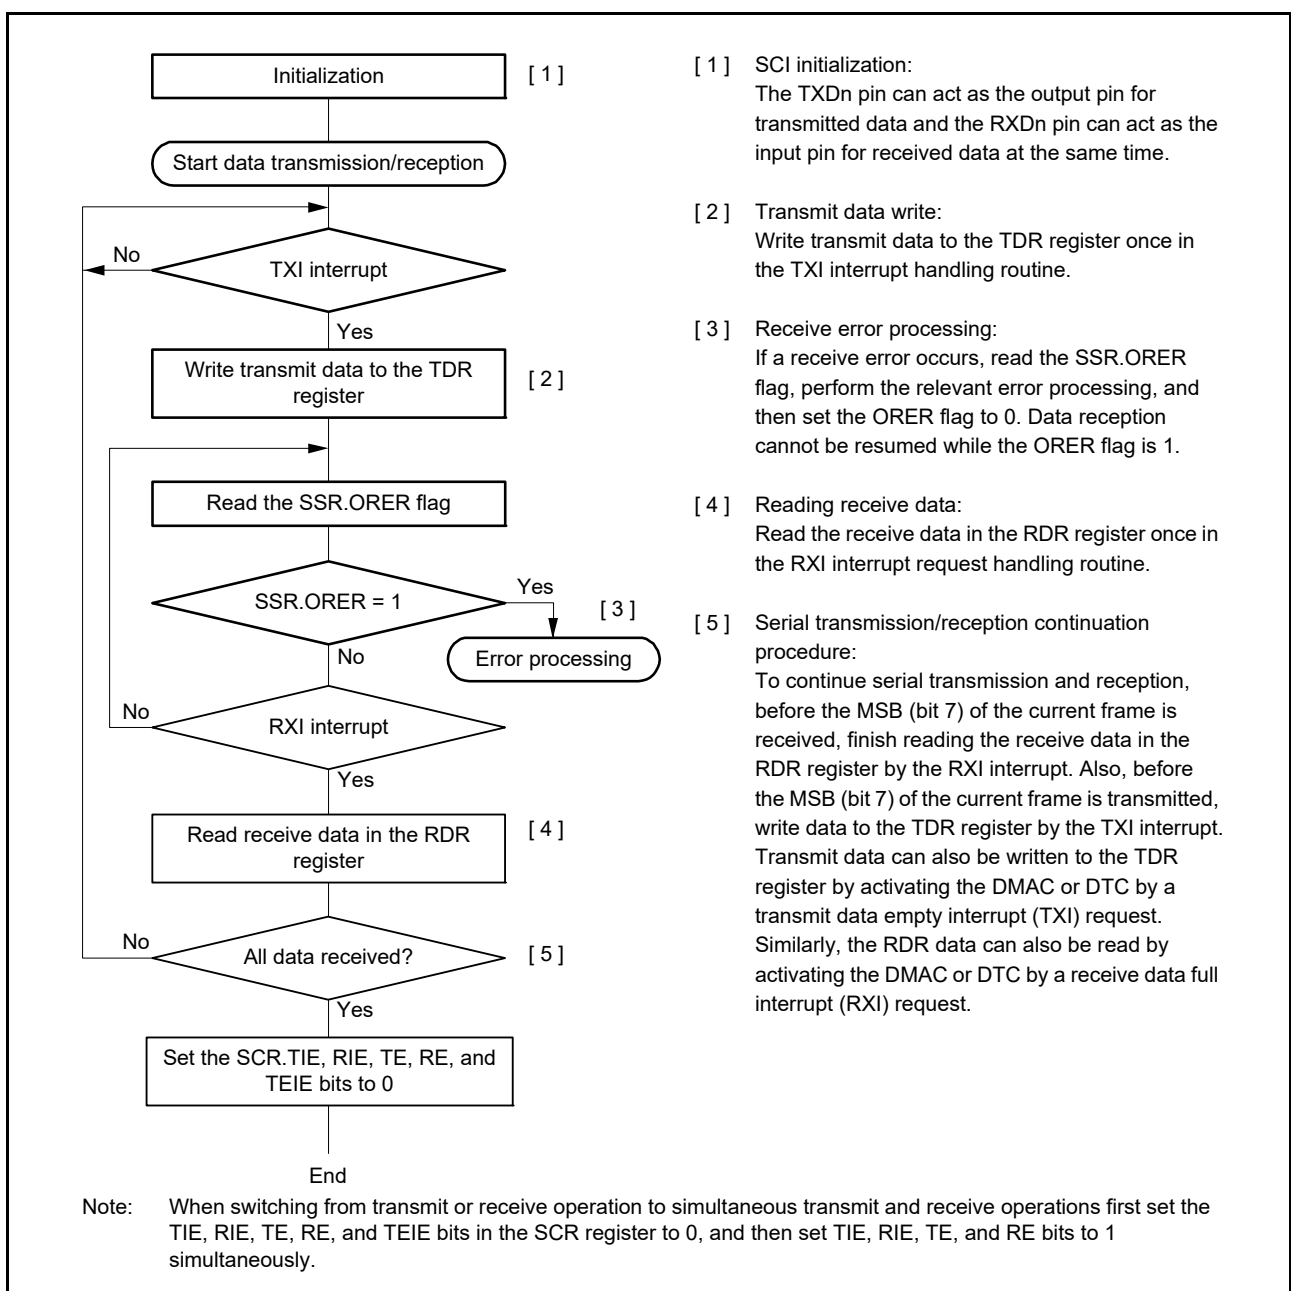 Initialization
[ 1 ]
Start data transmission/reception
No
TXI interrupt
Yes
Write transmit data to the TDR
register
[ 2 ]
Read the SSR.ORER flag
SSR.ORER = 1
Yes
[ 3 ]
Error processing
No
RXI interrupt
No
Yes
Read receive data in the RDR
register
[ 4 ]
No
All data received?
[ 5 ]
Yes
Set the SCR.TIE, RIE, TE, RE, and
TEIE bits to 0
End
[ 1 ] SCI initialization:
The TXDn pin can act as the output pin for
transmitted data and the RXDn pin can act as the
input pin for received data at the same time.
[ 2 ] Transmit data write:
Write transmit data to the TDR register once in
the TXI interrupt handling routine.
[ 3 ] Receive error processing:
If a receive error occurs, read the SSR.ORER
flag, perform the relevant error processing, and
then set the ORER flag to 0. Data reception
cannot be resumed while the ORER flag is 1.
[ 4 ] Reading receive data:
Read the receive data in the RDR register once in
the RXI interrupt request handling routine.
[ 5 ] Serial transmission/reception continuation
procedure:
To continue serial transmission and reception,
before the MSB (bit 7) of the current frame is
received, finish reading the receive data in the
RDR register by the RXI interrupt. Also, before
the MSB (bit 7) of the current frame is transmitted,
write data to the TDR register by the TXI interrupt.
Transmit data can also be written to the TDR
register by activating the DMAC or DTC by a
transmit data empty interrupt (TXI) request.
Similarly, the RDR data can also be read by
activating the DMAC or DTC by a receive data full
interrupt (RXI) request.
Note: When switching from transmit or receive operation to simultaneous transmit and receive operations first set the
TIE, RIE, TE, RE, and TEIE bits in the SCR register to 0, and then set TIE, RIE, TE, and RE bits to 1
simultaneously.